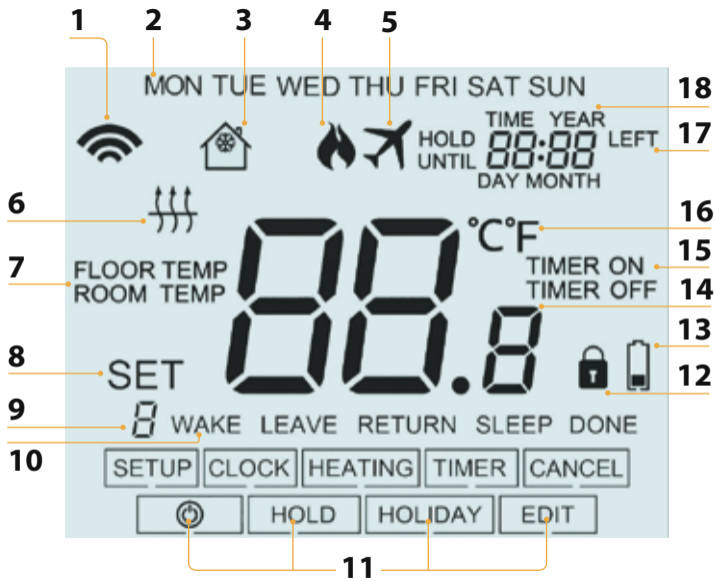 1 2 3 4 5
MON TUE WED THU FRI SAT SUN
18
TIME YEAR
17
HOLD UNTIL 88:88 LEFT
DAY MONTH
6
16
°C°F
15
7
FLOOR TEMP
ROOM TEMP
88.8
TIMER ON
TIMER OFF
14
13
8
SET
12
9
8 WAKE LEAVE RETURN SLEEP DONE
10
SETUP CLOCK HEATING TIMER CANCEL
HOLD HOLIDAY EDIT
11